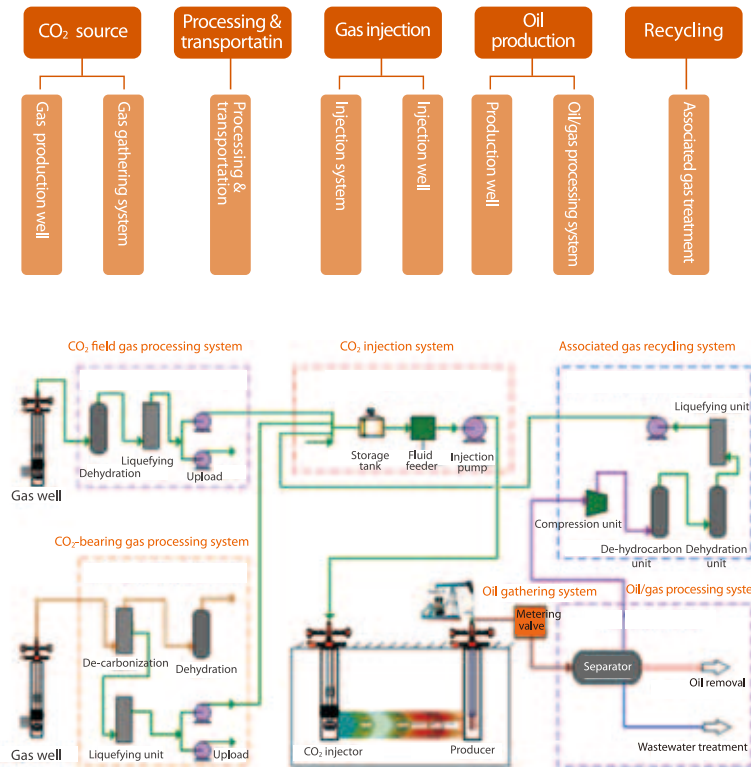 CO₂ source
Processing &
transportatin
Gas injection
Oil
production
Recycling
Gas production well
Gas gathering system
Processing &
transportation
Injection system
Injection well
Production well
Oil/gas processing system
Associated gas treatment
CO₂ field gas processing system
CO₂ injection system
Associated gas recycling system
Liquefying unit
Dehydration
Liquefying
Upload
Gas well
Storage
tank
Fluid
feeder
Injection
pump
Compression unit
De-hydrocarbon
unit
Dehydration
unit
CO₂-bearing gas processing system
Oil gathering system
Oil/gas processing syste
Metering
valve
De-carbonization
Dehydration
Separator
Oil removal
Gas well
Liquefying unit
Upload
CO₂ injector
Producer
Wastewater treatment